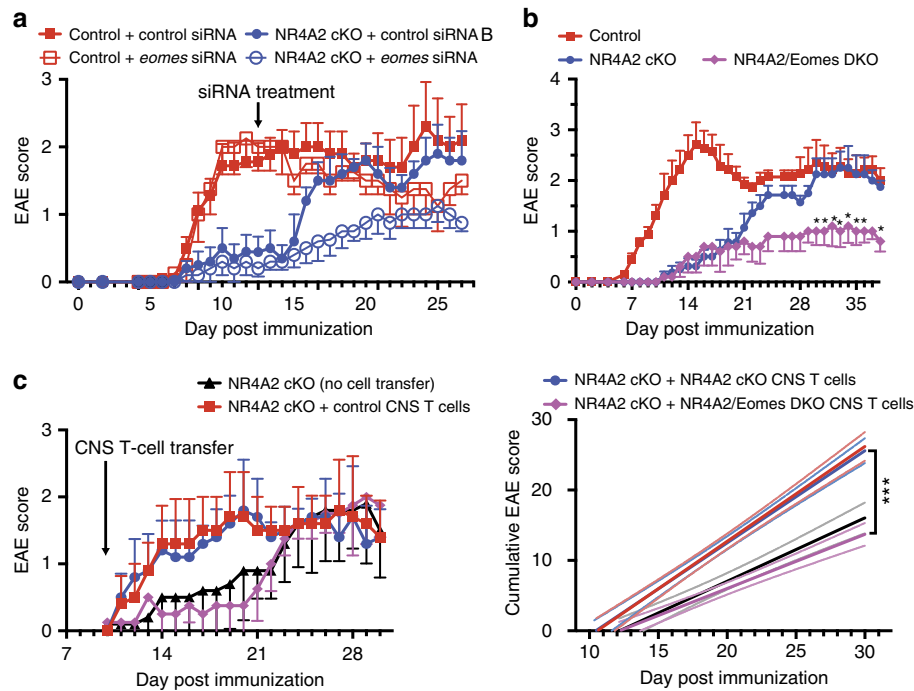 a
Control + control siRNA
NR4A2 cKO + control siRNA B
Control + eomes siRNA
NR4A2 cKO + eomes siRNA
siRNA treatment
EAE score
3
2
1
0
0 5 10 15 20 25
Day post immunization
b
Control
NR4A2 cKO
NR4A2/Eomes DKO
EAE score
4
3
2
1
0
** ** * ** *
0 7 14 21 28 35
Day post immunization
c
NR4A2 cKO (no cell transfer)
NR4A2 cKO + control CNS T cells
CNS T-cell transfer
EAE score
3
2
1
0
7 14 21 28
Day post immunization
NR4A2 cKO + NR4A2 cKO CNS T cells
NR4A2 cKO + NR4A2/Eomes DKO CNS T cells
Cumulative EAE score
30
20
10
0
***
10 15 20 25 30
Day post immunization